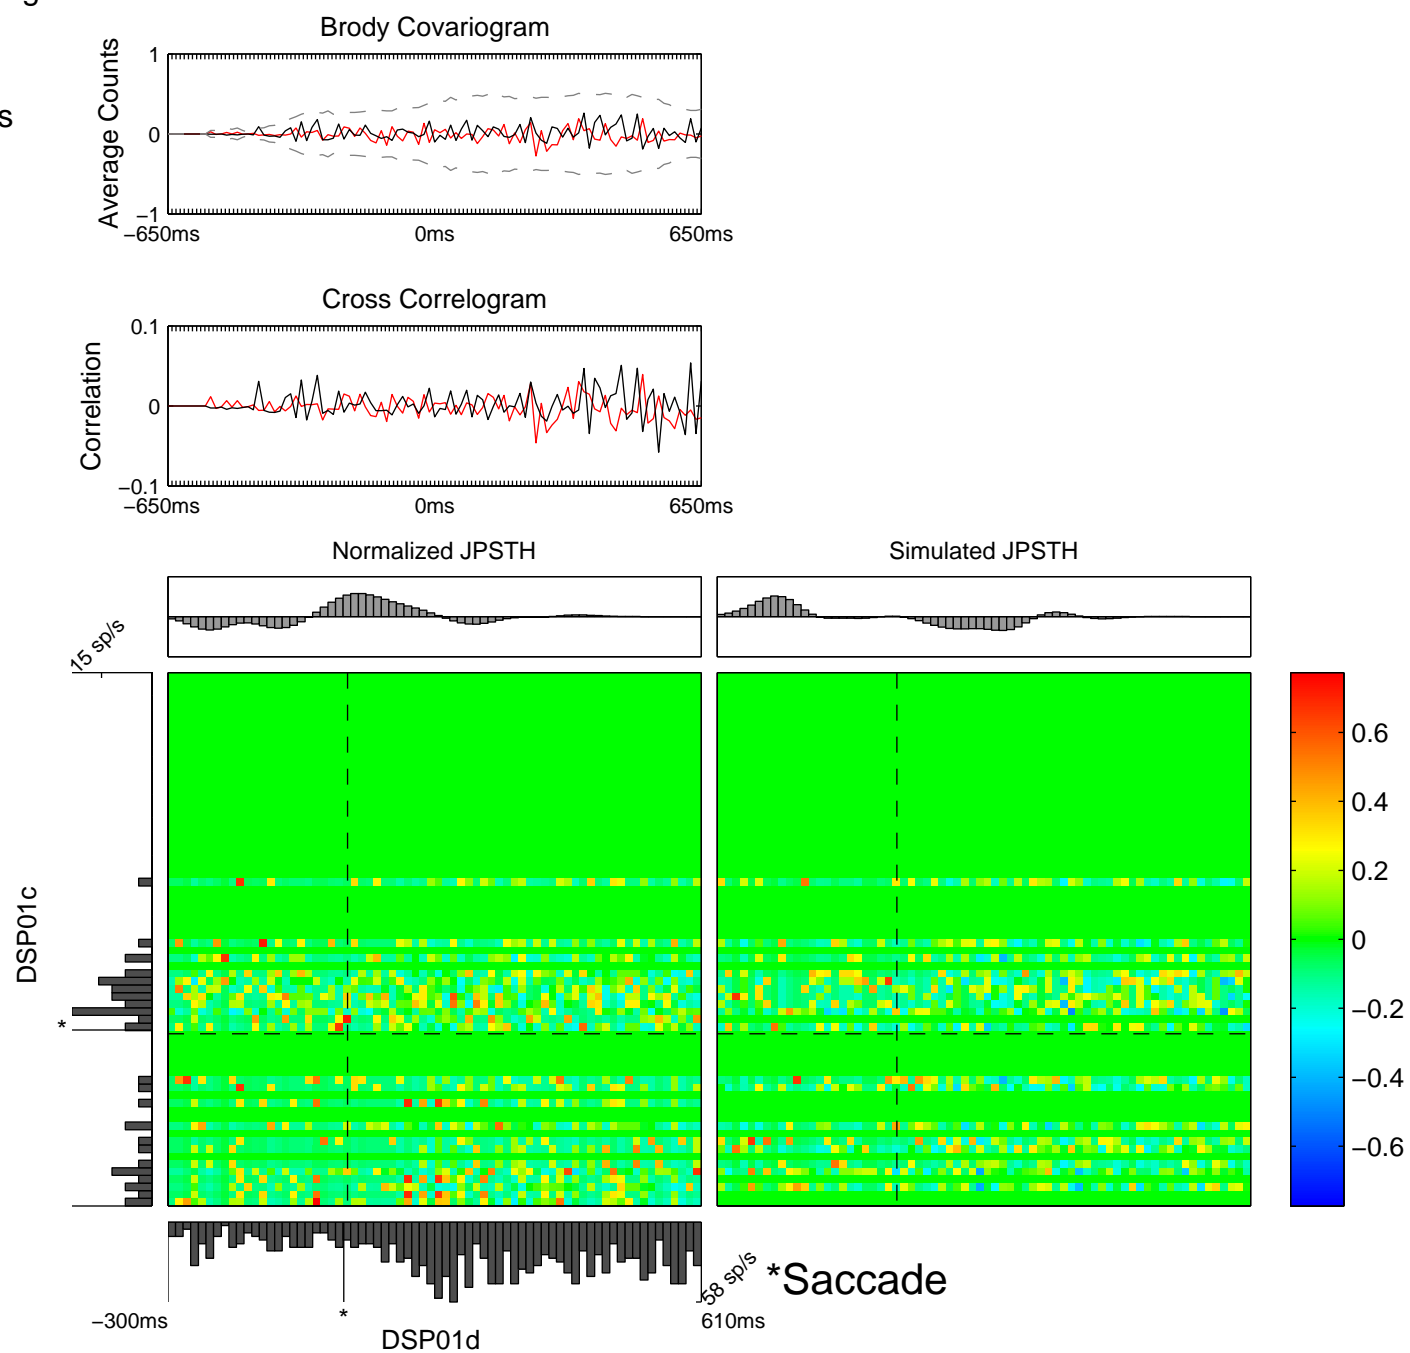 g
Brody Covariogram
s
Average Counts
1
0
−1
−650ms 0ms 650ms
Cross Correlogram
Correlation
0.1
0
−0.1
−650ms 0ms 650ms
Normalized JPSTH Simulated JPSTH
15 sp/s
DSP01c
*
0.6
0.4
0.2
0
−0.2
−0.4
−0.6
58 sp/s
*Saccade
−300ms * 610ms
DSP01d